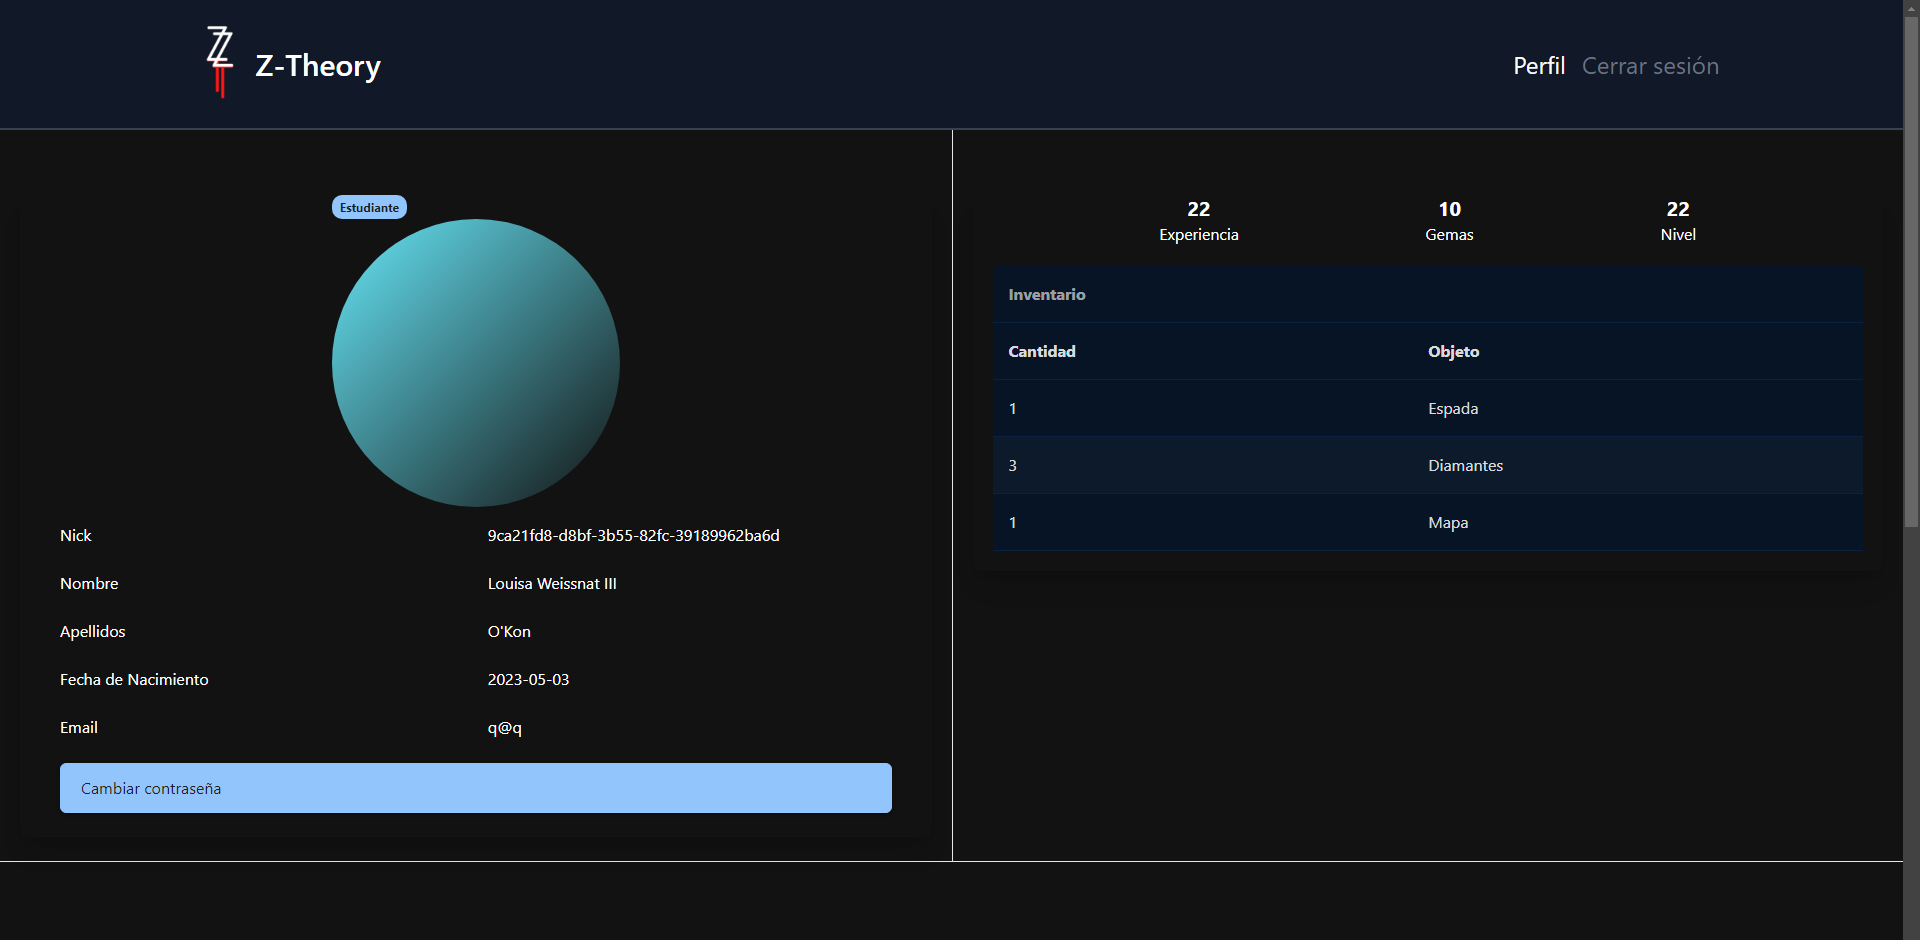 Z-Theory
Perfil Cerrar sesión
Estudiante
Nick 9ca21fd8-d8bf-3b55-82fc-39189962ba6d
Nombre Louisa Weissnat III
Apellidos O'Kon
Fecha de Nacimiento 2023-05-03
Email q@q
Cambiar contraseña
22 10 22
Experiencia Gemas Nivel
Inventario
Cantidad Objeto
1 Espada
3 Diamantes
1 Mapa